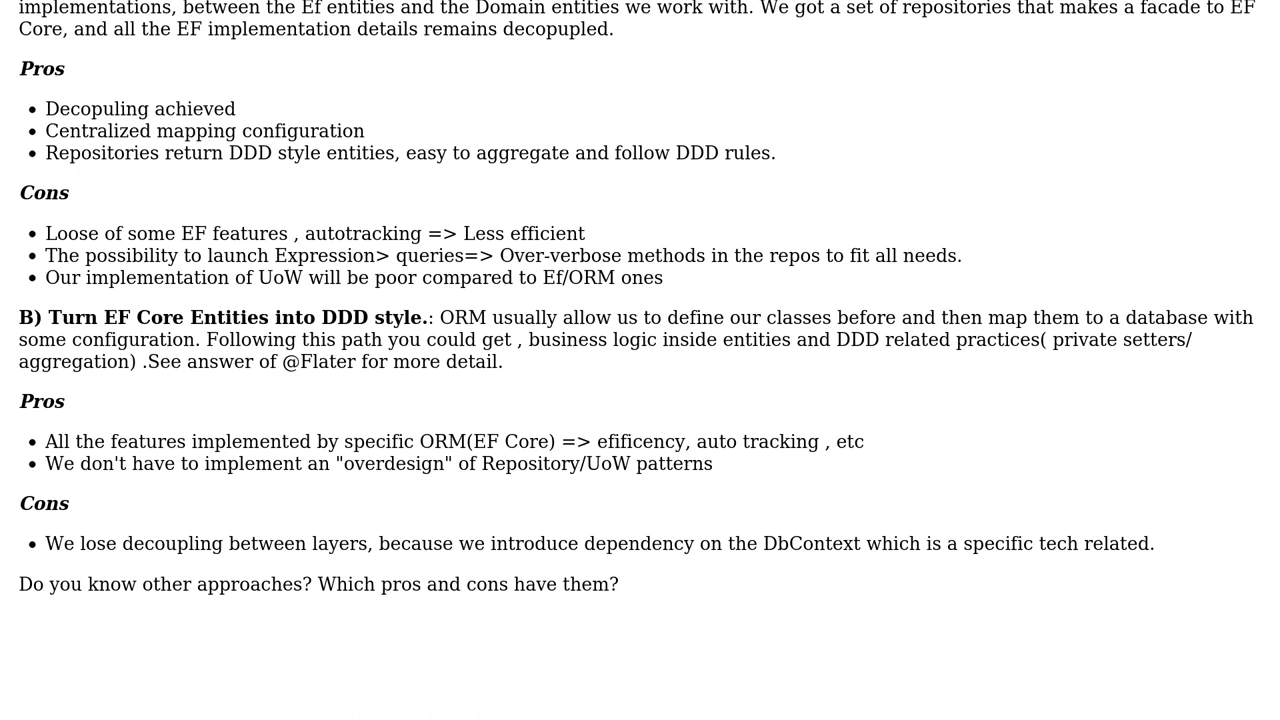 implementations, between the Ef entities and the Domain entities we work with. We got a set of repositories that makes a facade to EF
Core, and all the EF implementation details remains decopupled.
Pros
• Decopuling achieved
• Centralized mapping configuration
• Repositories return DDD style entities, easy to aggregate and follow DDD rules.
Cons
• Loose of some EF features , autotracking => Less efficient
• The possibility to launch Expression> queries=> Over-verbose methods in the repos to fit all needs.
• Our implementation of UoW will be poor compared to Ef/ORM ones
B) Turn EF Core Entities into DDD style.: ORM usually allow us to define our classes before and then map them to a database with
some configuration. Following this path you could get , business logic inside entities and DDD related practices( private setters/
aggregation) .See answer of @Flater for more detail.
Pros
• All the features implemented by specific ORM(EF Core) => efificency, auto tracking , etc
• We don't have to implement an "overdesign" of Repository/UoW patterns
Cons
• We lose decoupling between layers, because we introduce dependency on the DbContext which is a specific tech related.
Do you know other approaches? Which pros and cons have them?